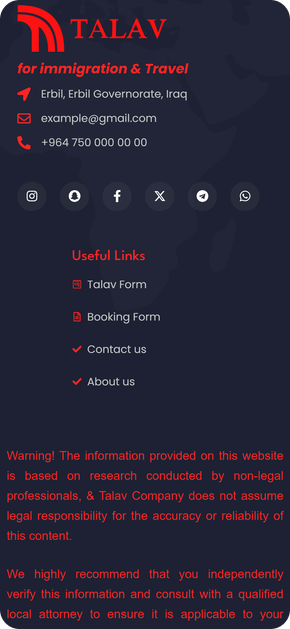 TALAV
for immigration & Travel
Erbil, Erbil Governorate, Iraq
example@gmail.com
+964 750 000 00 00
Useful Links
Talav Form
Booking Form
Contact us
About us
Warning! The information provided on this website
is based on research conducted by non-legal
professionals, & Talav Company does not assume
legal responsibility for the accuracy or reliability of
this content.
We highly recommend that you independently
verify this information and consult with a qualified
local attorney to ensure it is applicable to your